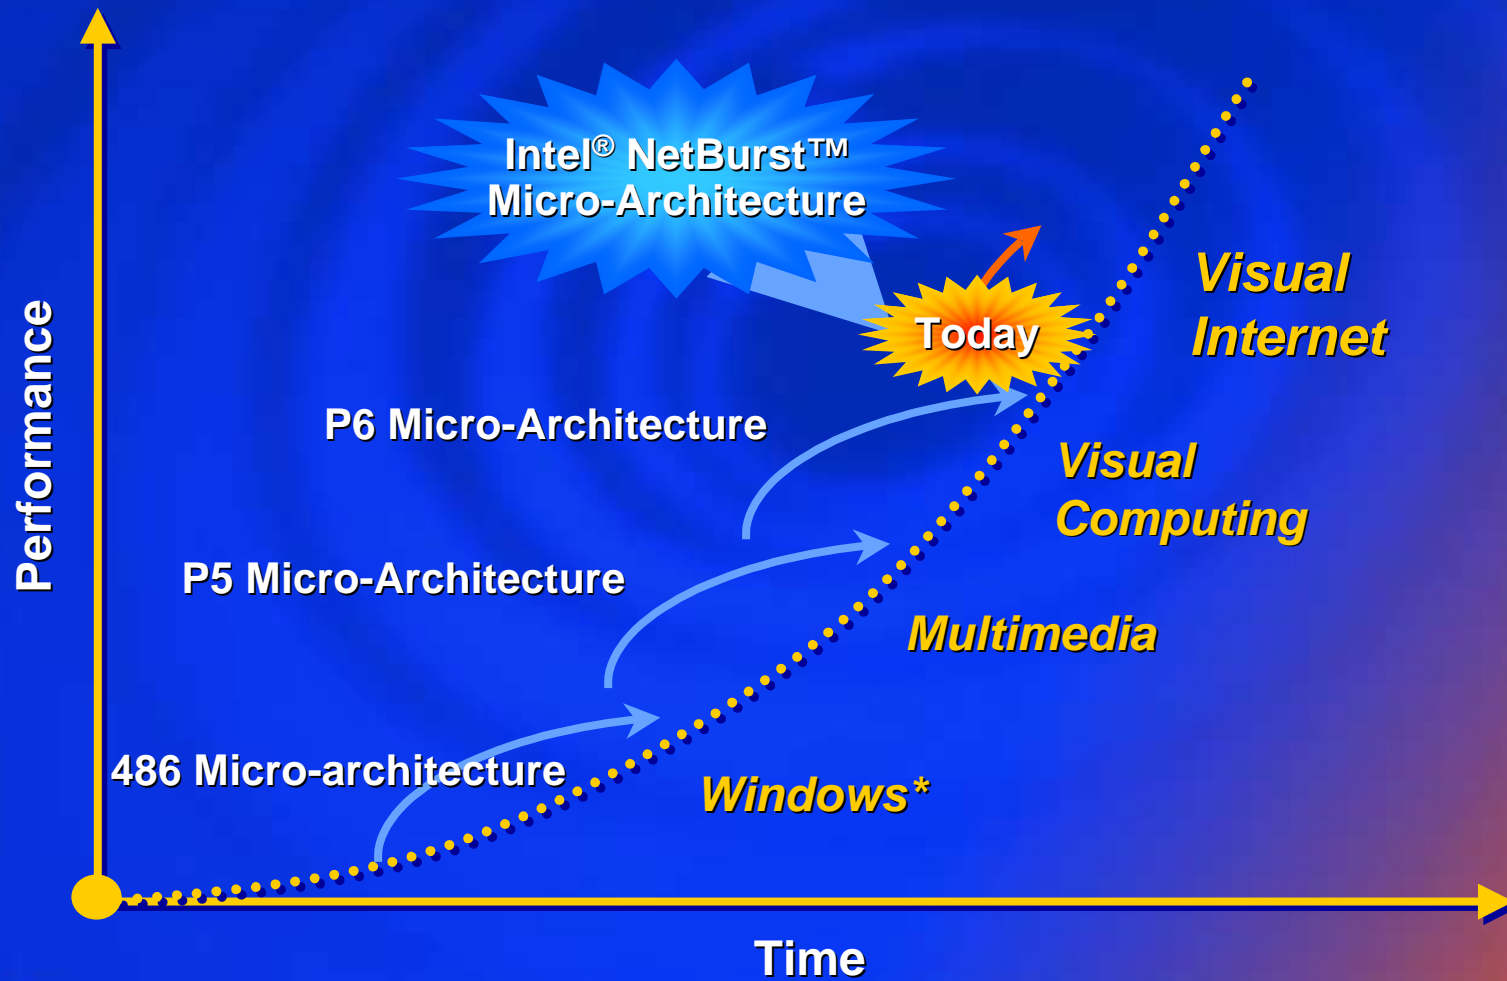 Intel® NetBurst™
Micro-Architecture
Today
Visual
Internet
P6 Micro-Architecture
Visual
Computing
P5 Micro-Architecture
Multimedia
486 Micro-architecture
Windows*
Performance
Time